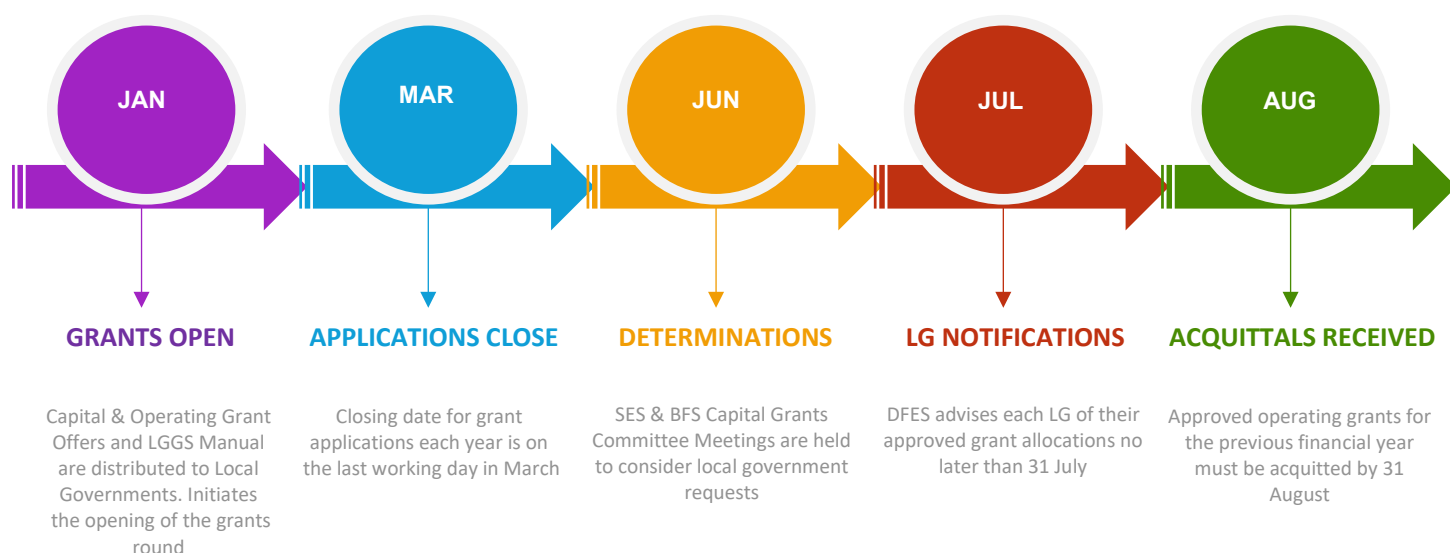 JAN
MAR
JUN
JUL
AUG
GRANTS OPEN
APPLICATIONS CLOSE
DETERMINATIONS
LG NOTIFICATIONS
ACQUITTALS RECEIVED
Capital & Operating Grant
Offers and LGGS Manual
are distributed to Local
Governments. Initiates
the opening of the grants
round
Closing date for grant
applications each year is on
the last working day in March
SES & BFS Capital Grants
Committee Meetings are held
to consider local government
requests
DFES advises each LG of their
approved grant allocations no
later than 31 July
Approved operating grants for
the previous financial year
must be acquitted by 31
August